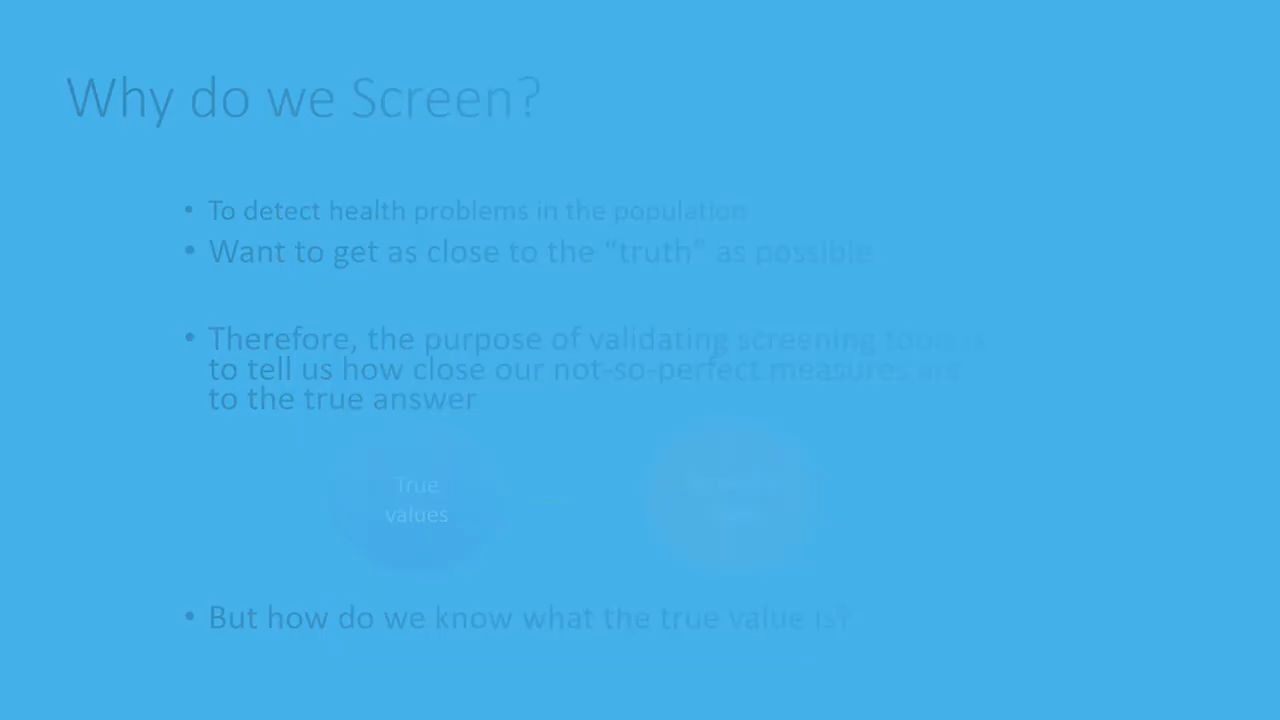 Why do we Screen?
• To detect health problems in the population
• Want to get as close to the “truth” as possible
• Therefore, the purpose of validating screening tools is
to tell us how close our not-so-perfect measures are
to the true answer
True
values
• But how do we know what the true value is?